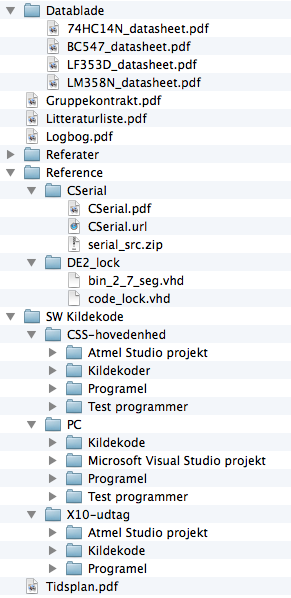 Datablade
74HC14N_datasheet.pdf
BC547_datasheet.pdf
LF353D_datasheet.pdf
LM358N_datasheet.pdf
Gruppekontrakt.pdf
Litteraturliste.pdf
Logbog.pdf
Referater
Reference
CSerial
CSerial.pdf
CSerial.url
serial_src.zip
DE2_lock
bin_2_7_seg.vhd
code_lock.vhd
SW Kildekode
CSS-hovedenhed
Atmel Studio projekt
Kildekoder
Programel
Test programmer
PC
Kildekode
Microsoft Visual Studio projekt
Programel
Test programmer
X10-udtag
Atmel Studio projekt
Kildekode
Programel
Tidsplan.pdf